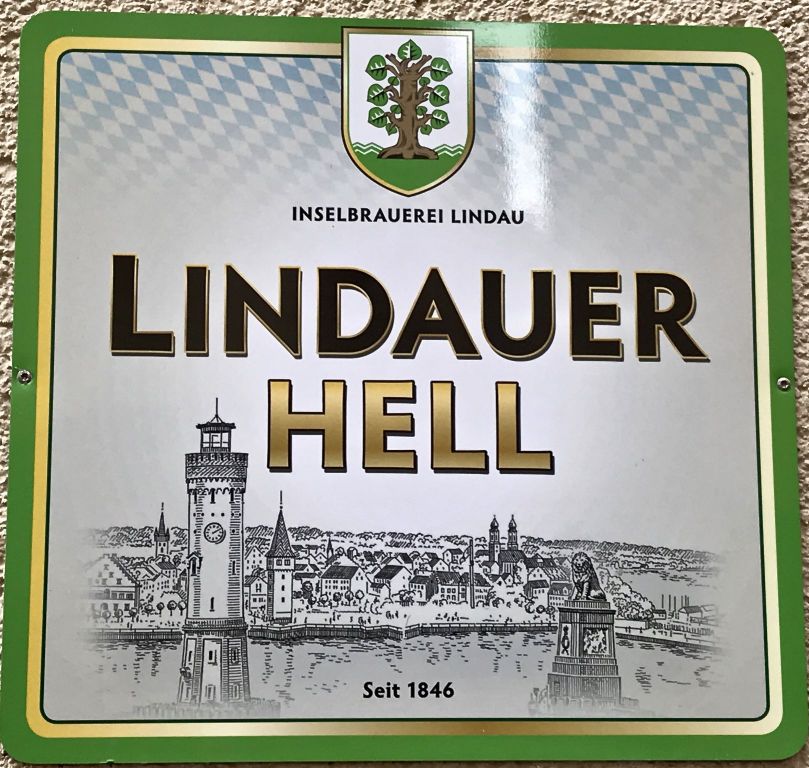 INSELBRAUEREI LINDAU
LINDAUER
HELL
Seit 1846